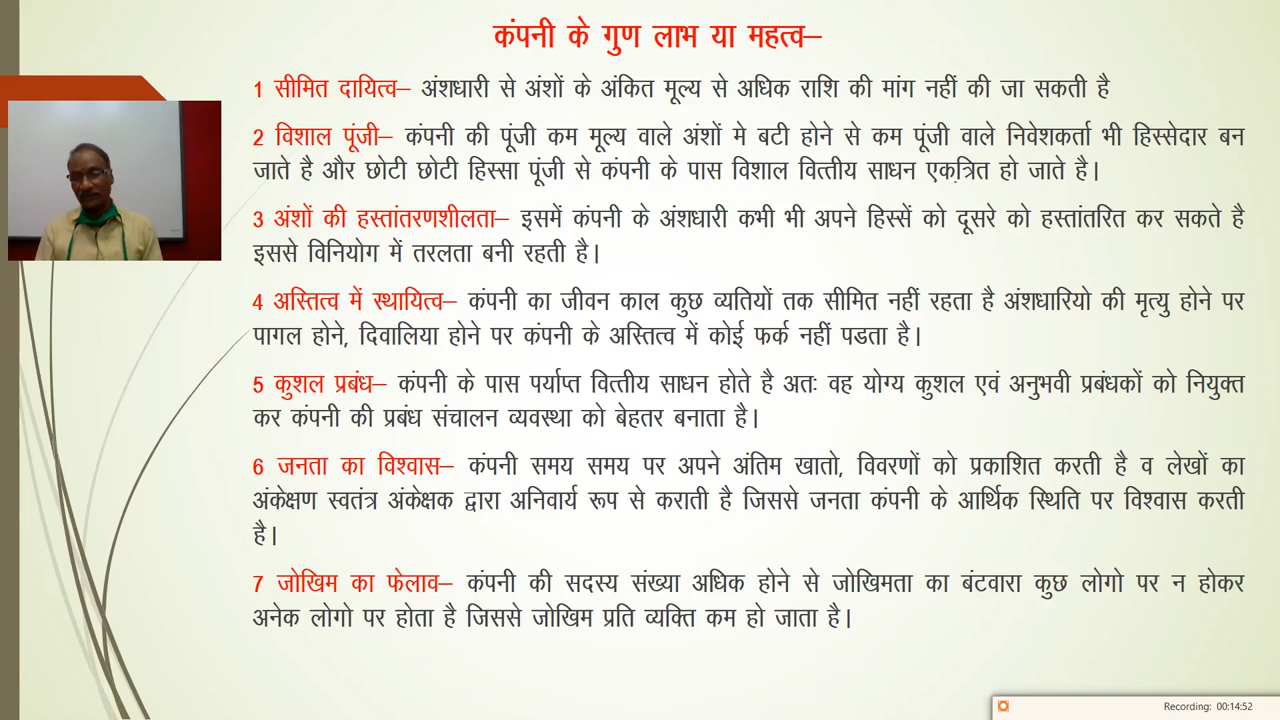 कंपनी के गुण लाभ या महत्व–
1 सीमित दायित्व– अंशधारी से अंशों के अंकित मूल्य से अधिक राशि की मांग नहीं की जा सकती है
2 विशाल पूंजी– कंपनी की पूंजी कम मूल्य वाले अंशों मे बटी होने से कम पूंजी वाले निवेशकर्ता भी हिस्सेदार बन
जाते है और छोटी छोटी हिस्सा पूंजी से कंपनी के पास विशाल वित्तीय साधन एकत्रित हो जाते है।
3 अंशों की हस्तांतरणशीलता– इसमें कंपनी के अंशधारी कभी भी अपने हिस्सें को दूसरे को हस्तांतरित कर सकते है
इससे विनियोग में तरलता बनी रहती है।
4 अस्तित्व में स्थायित्व– कंपनी का जीवन काल कुछ व्यतियों तक सीमित नहीं रहता है अंशधारियो की मृत्यु होने पर
पागल होने, दिवालिया होने पर कंपनी के अस्तित्व में कोई फर्क नहीं पडता है।
5 कुशल प्रबंध– कंपनी के पास पर्याप्त वित्तीय साधन होते है अतः वह योग्य कुशल एवं अनुभवी प्रबंधकों को नियुक्त
कर कंपनी की प्रबंध संचालन व्यवस्था को बेहतर बनाता है।
6 जनता का विश्वास– कंपनी समय समय पर अपने अंतिम खातो, विवरणों को प्रकाशित करती है व लेखों का
अंकेक्षण स्वतंत्र अंकेक्षक द्वारा अनिवार्य रूप से कराती है जिससे जनता कंपनी के आर्थिक स्थिति पर विश्वास करती
है।
7 जोखिम का फेलाव– कंपनी की सदस्य संख्या अधिक होने से जोखिमता का बंटवारा कुछ लोगो पर न होकर
अनेक लोगो पर होता है जिससे जोखिम प्रति व्यक्ति कम हो जाता है।
Recording: 00:14:52